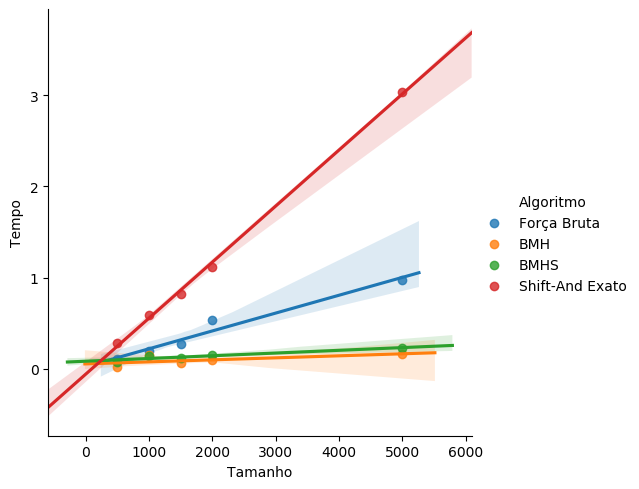 3
2
1
0
Tempo
0 1000 2000 3000 4000 5000 6000
Tamanho
Algoritmo
Força Bruta
BMH
BMHS
Shift-And Exato